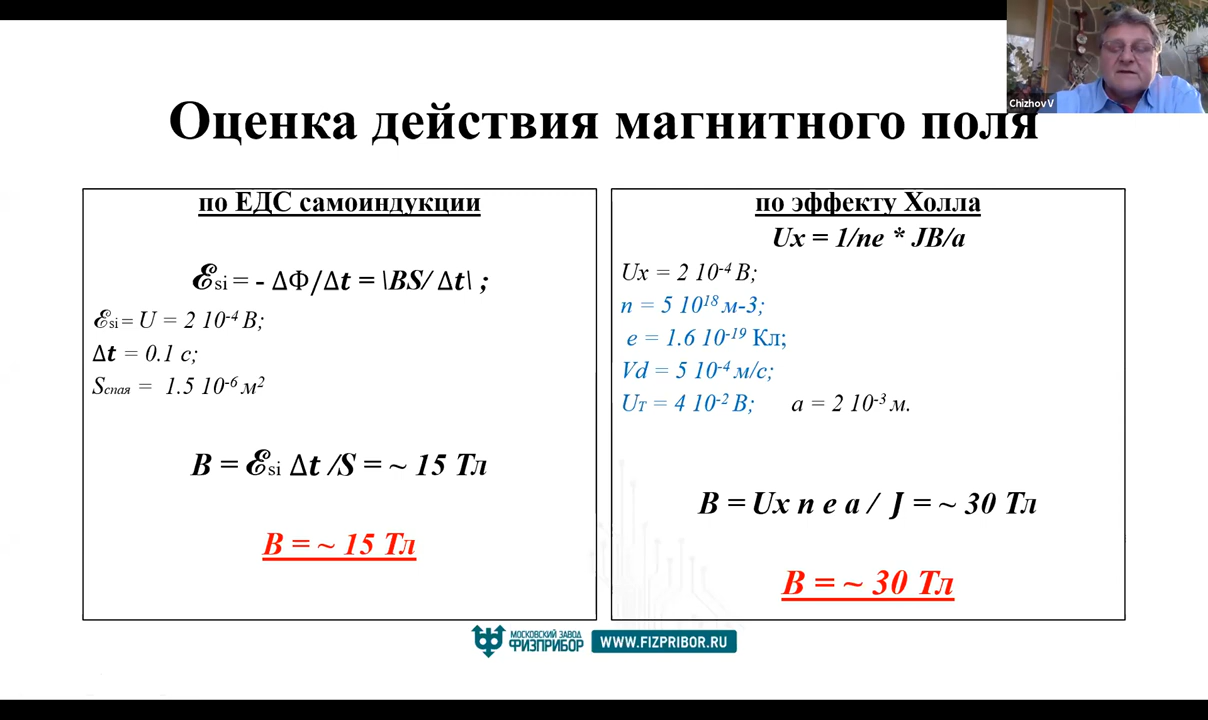 Chizhov V
Оценка действия магнитного поля
по ЕДС самоиндукции
ℰsi = - ΔФ/Δt = \BS/ Δt\ ;
ℰsi = U = 2 10-4 В;
Δt = 0.1 с;
Sспая = 1.5 10-6 м2
B = ℰsi Δt /S = ~ 15 Тл
B = ~ 15 Тл
по эффекту Холла
Ux = 1/ne * JB/a
Ux = 2 10-4 В;
n = 5 1018 м-3;
e = 1.6 10-19 Кл;
Vd = 5 10-4 м/с;
UT = 4 10-2 В; a = 2 10-3 м.
B = Ux n e a / J = ~ 30 Тл
B = ~ 30 Тл
МОСКОВСКИЙ ЗАВОД
ФИЗПРИБОР
WWW.FIZPRIBOR.RU